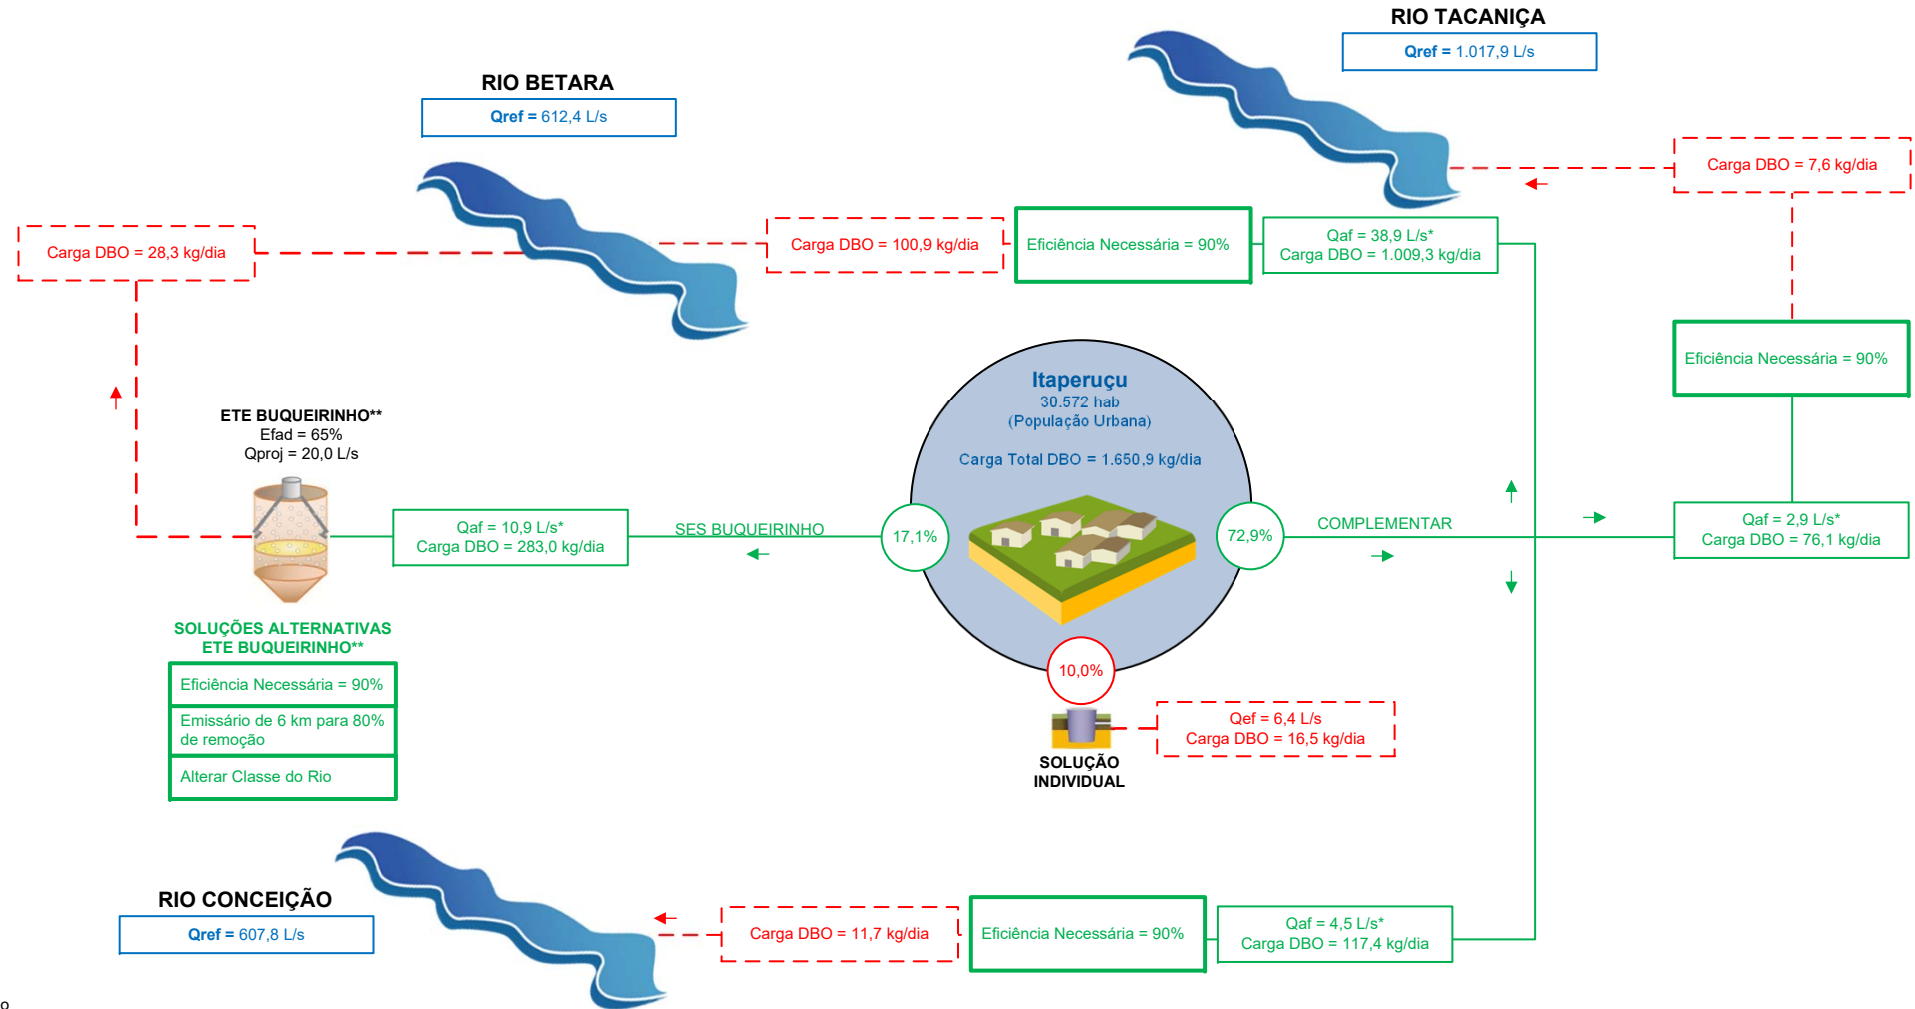 RIO TACANIÇA
Qref = 1.017,9 L/s
RIO BETARA
Qref = 612,4 L/s
Carga DBO = 7,6 kg/dia
Carga DBO = 28,3 kg/dia
Carga DBO = 100,9 kg/dia
Eficiência Necessária = 90%
Qaf = 38,9 L/s*
Carga DBO = 1.009,3 kg/dia
Eficiência Necessária = 90%
Itaperuçu
30.572 hab
(População Urbana)
Carga Total DBO = 1.650,9 kg/dia
ETE BUQUEIRINHO**
Efad = 65%
Qproj = 20,0 L/s
Qaf = 10,9 L/s*
Carga DBO = 283,0 kg/dia
SES BUQUEIRINHO
17,1%
72,9%
COMPLEMENTAR
Qaf = 2,9 L/s*
Carga DBO = 76,1 kg/dia
SOLUÇÕES ALTERNATIVAS
ETE BUQUEIRINHO**
Eficiência Necessária = 90%
Emissário de 6 km para 80%
de remoção
Alterar Classe do Rio
10,0%
Qef = 6,4 L/s
Carga DBO = 16,5 kg/dia
SOLUÇÃO
INDIVIDUAL
RIO CONCEIÇÃO
Qref = 607,8 L/s
Carga DBO = 11,7 kg/dia
Eficiência Necessária = 90%
Qaf = 4,5 L/s*
Carga DBO = 117,4 kg/dia